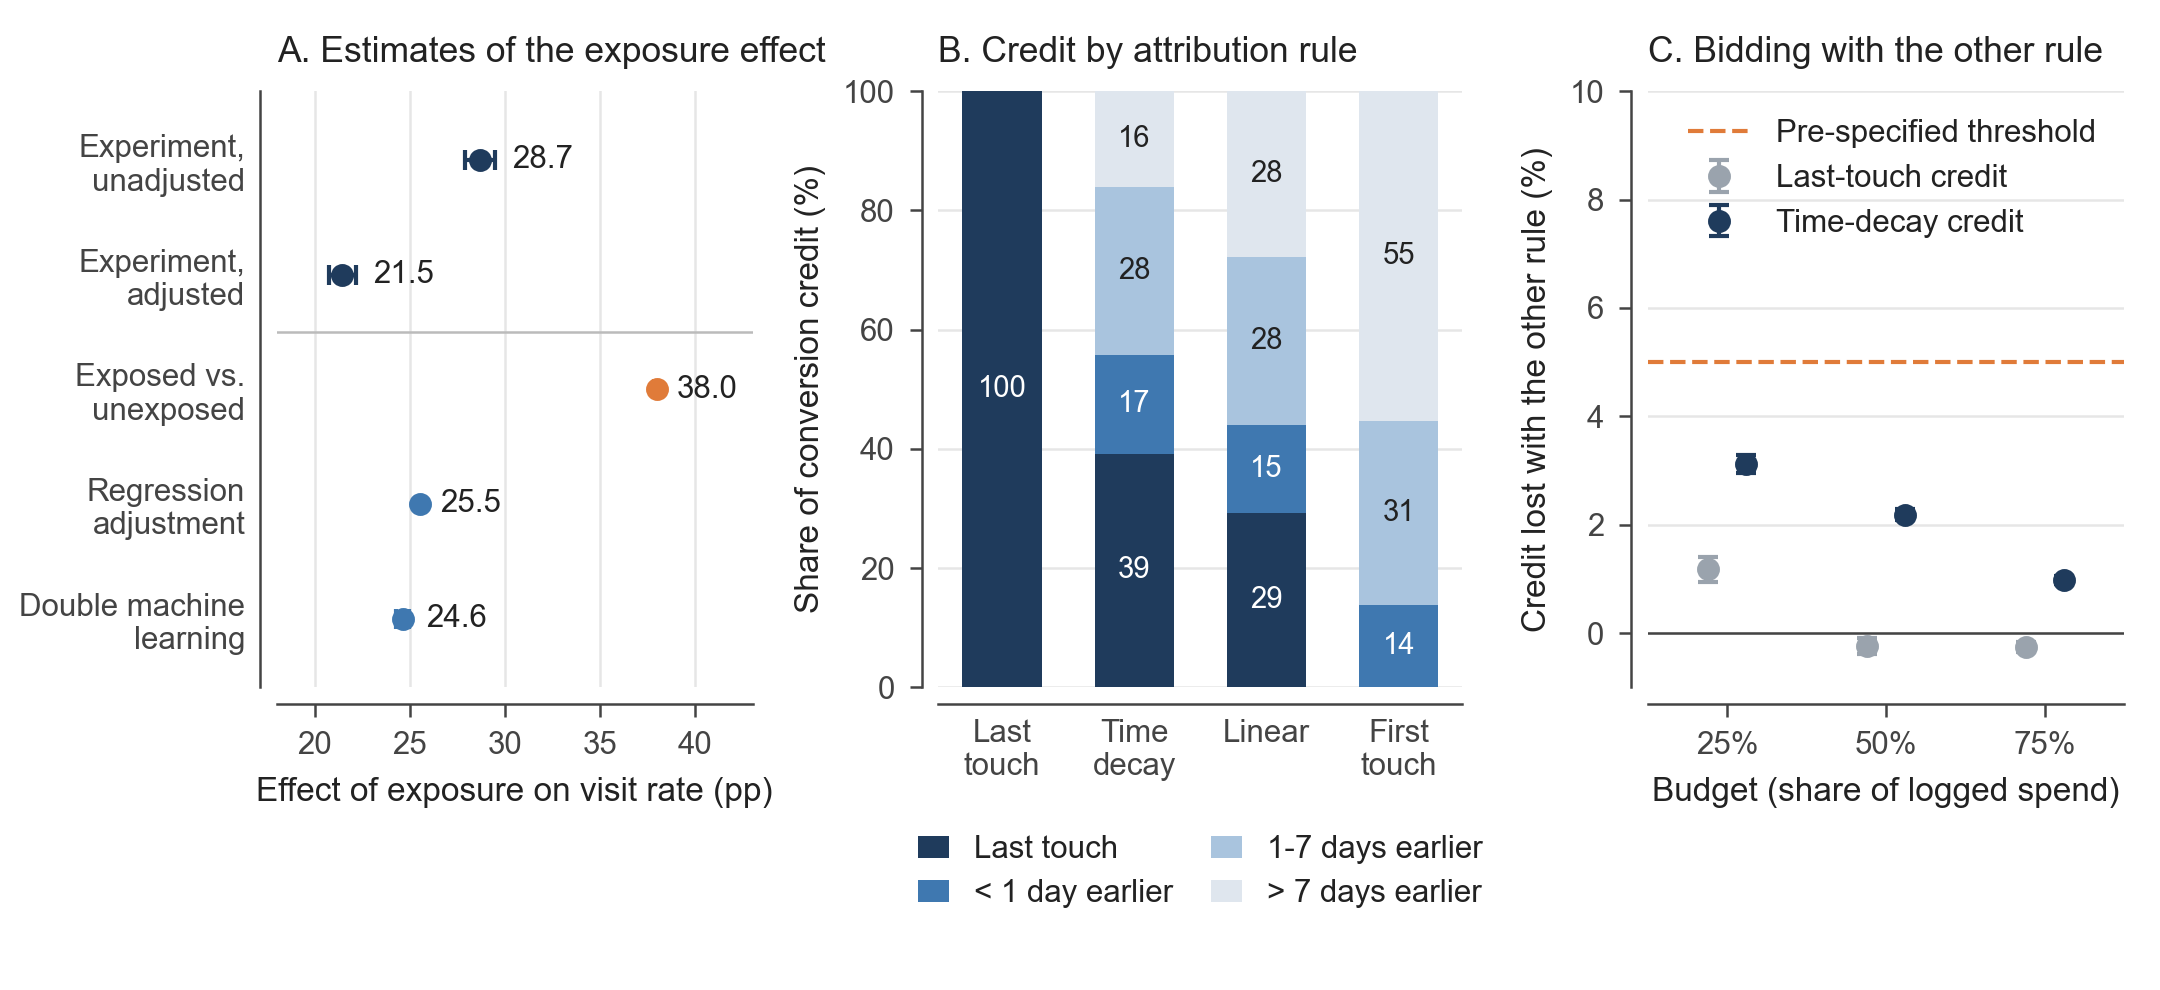 A. Estimates of the exposure effect
Experiment,
unadjusted
28.7
Experiment,
adjusted
21.5
Exposed vs.
unexposed
38.0
Regression
adjustment
25.5
Double machine
learning
24.6
20 25 30 35 40
Effect of exposure on visit rate (pp)
B. Credit by attribution rule
Share of conversion credit (%)
100
80
60
40
20
0
100
16
28
17
39
28
28
15
29
55
31
14
Last
touch
Time
decay
Linear
First
touch
Last touch
< 1 day earlier
1-7 days earlier
> 7 days earlier
C. Bidding with the other rule
Credit lost with the other rule (%)
10
8
6
4
2
0
Pre-specified threshold
Last-touch credit
Time-decay credit
25% 50% 75%
Budget (share of logged spend)